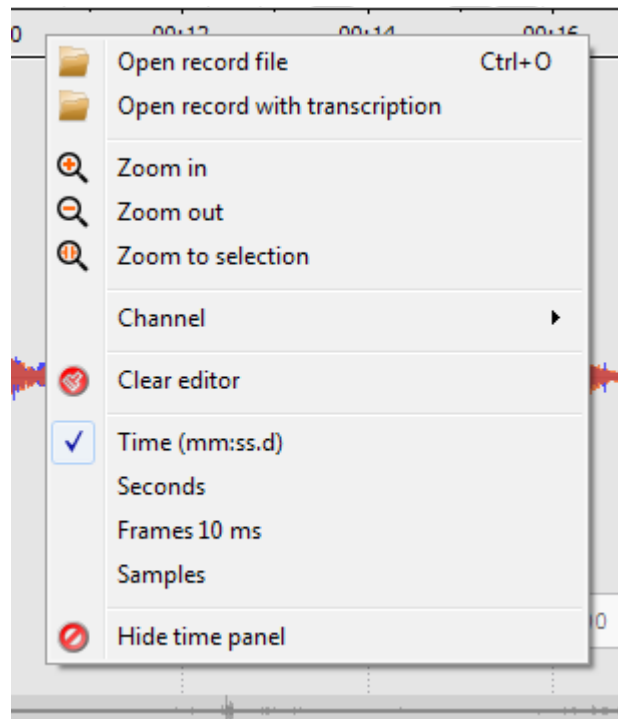 0 00:12 00:14 00:16
Open record file Ctrl+O
Open record with transcription
Zoom in
Zoom out
Zoom to selection
Channel
Clear editor
Time (mm:ss.d)
Seconds
Frames 10 ms
Samples
Hide time panel